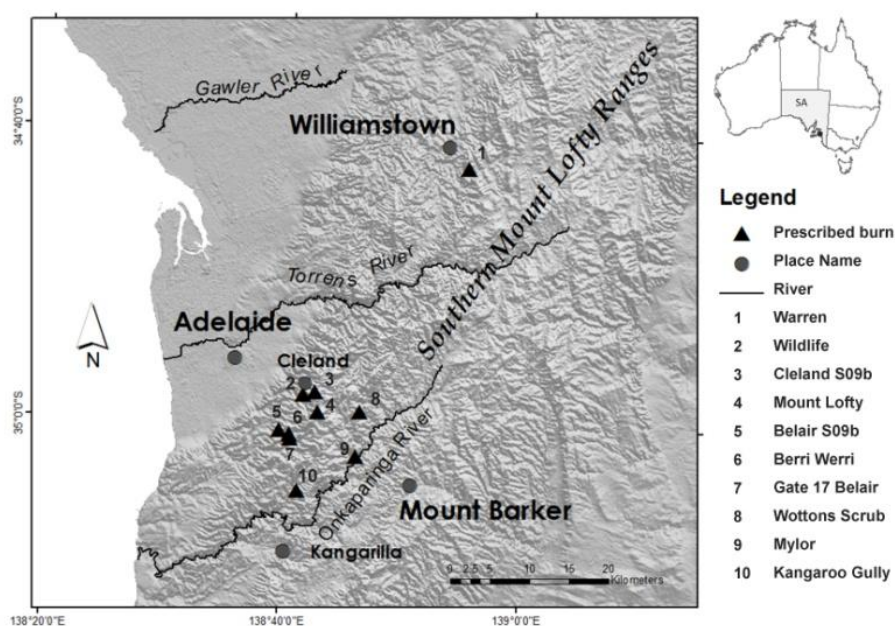 Gawler River
Williamstown
1
34°40'0"S
Southern Mount Lofty Ranges
Torrens River
Adelaide
Cleland
2
3
4
8
5
6
7
9
10
35°0'0"S
Onkaparinga River
Mount Barker
Kangarilla
N
0 2.5 5 10 15 20
Kilometers
138°20'0"E
138°40'0"E
139°0'0"E
SA
Legend
Prescribed burn
Place Name
River
1 Warren
2 Wildlife
3 Cleland S09b
4 Mount Lofty
5 Belair S09b
6 Berri Werri
7 Gate 17 Belair
8 Wottons Scrub
9 Mylor
10 Kangaroo Gully